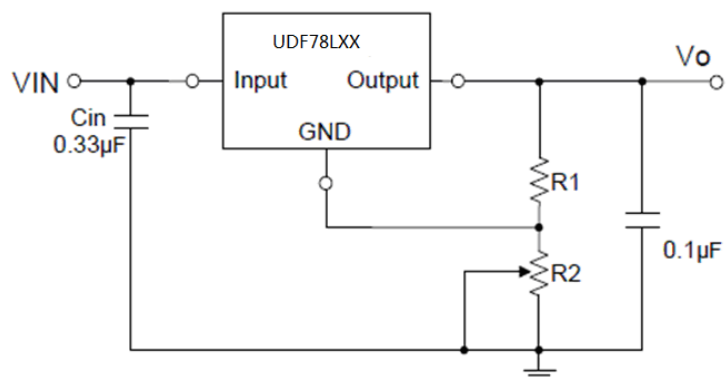 UDF78LXX
VIN
Input
Output
Vo
Cin
0.33µF
GND
R1
R2
0.1µF